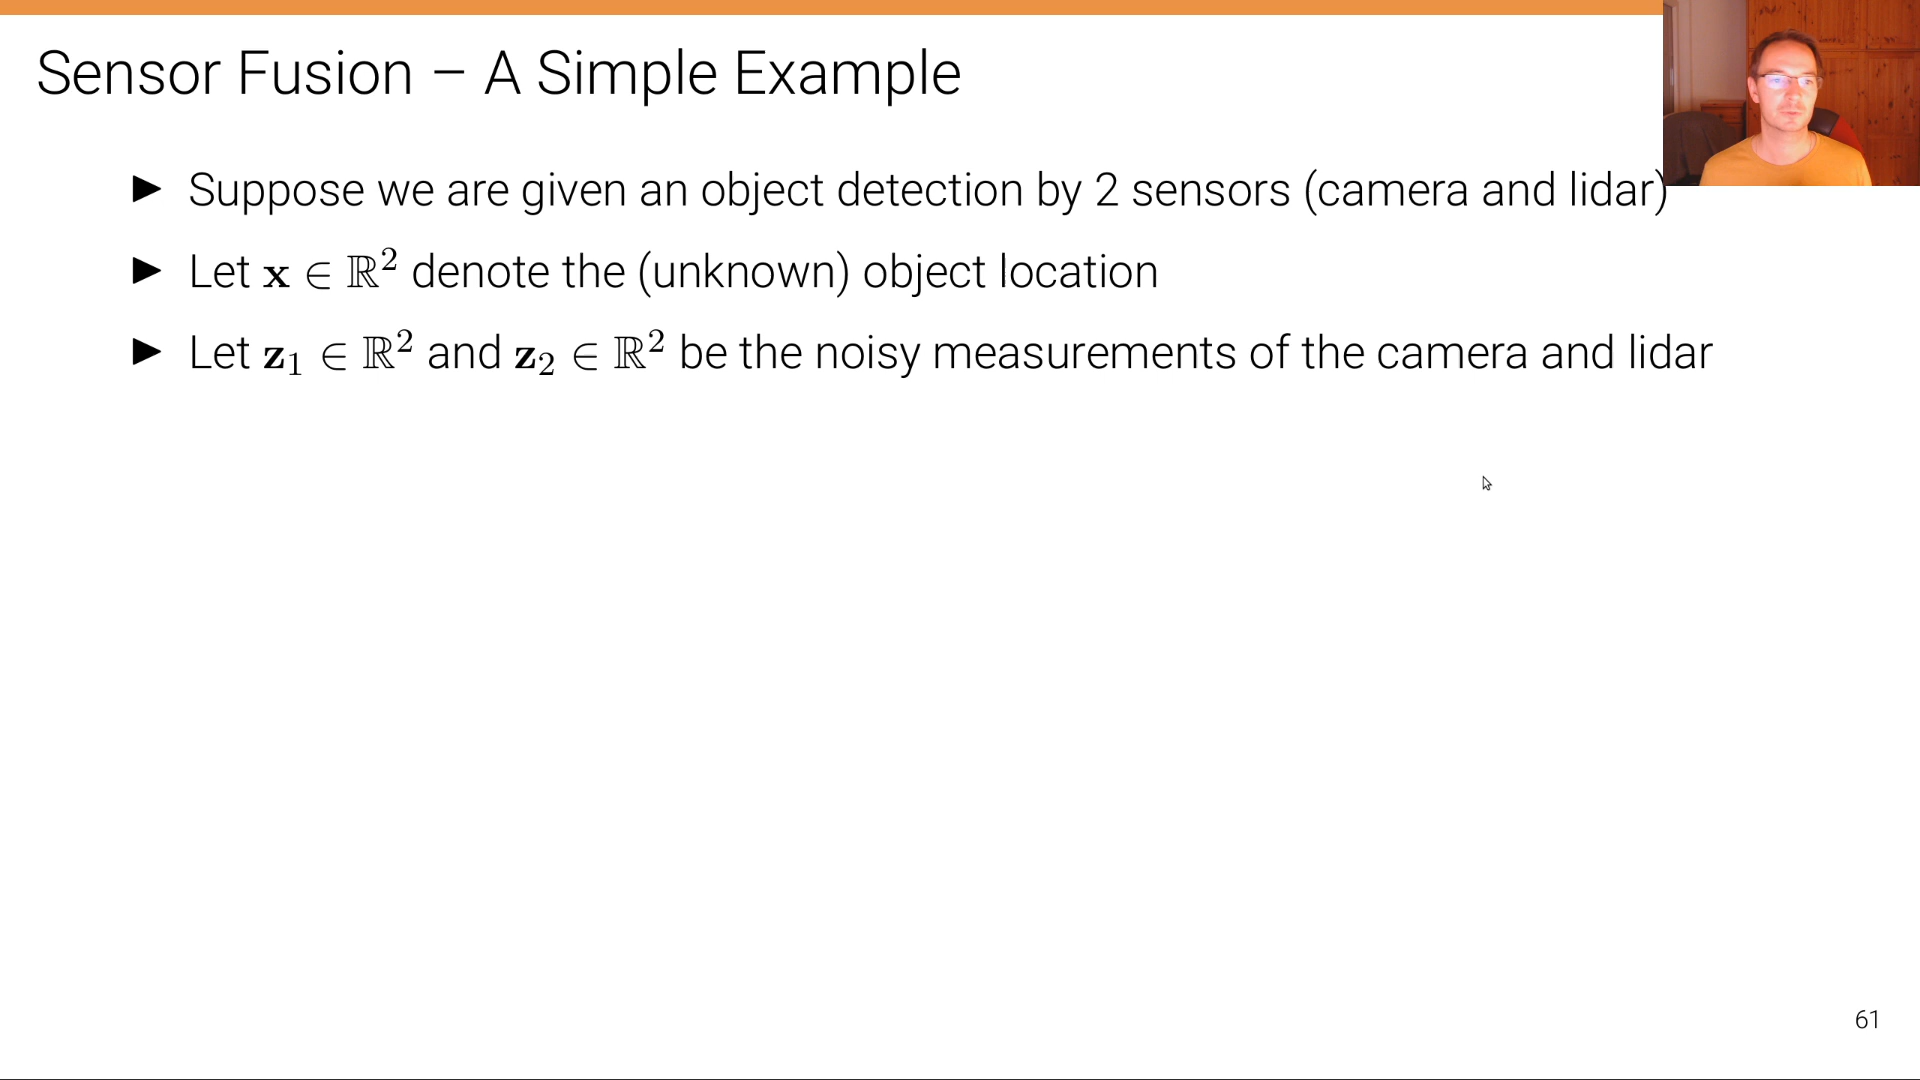 Sensor Fusion – A Simple Example
▶ Suppose we are given an object detection by 2 sensors (camera and lidar)
▶ Let x ∈ ℝ² denote the (unknown) object location
▶ Let z₁ ∈ ℝ² and z₂ ∈ ℝ² be the noisy measurements of the camera and lidar
61